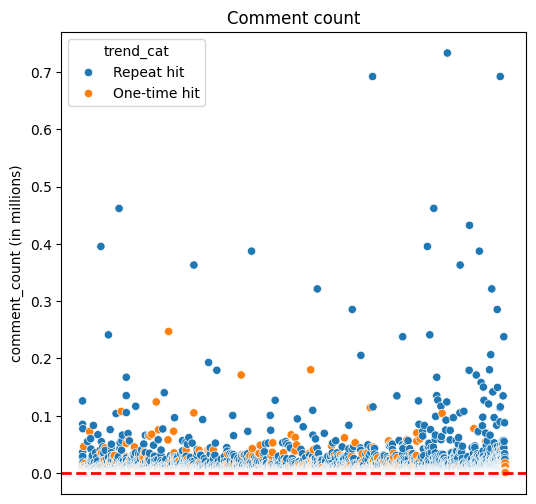 Comment count
trend_cat
Repeat hit
One-time hit
comment_count (in millions)
0.7
0.6
0.5
0.4
0.3
0.2
0.1
0.0